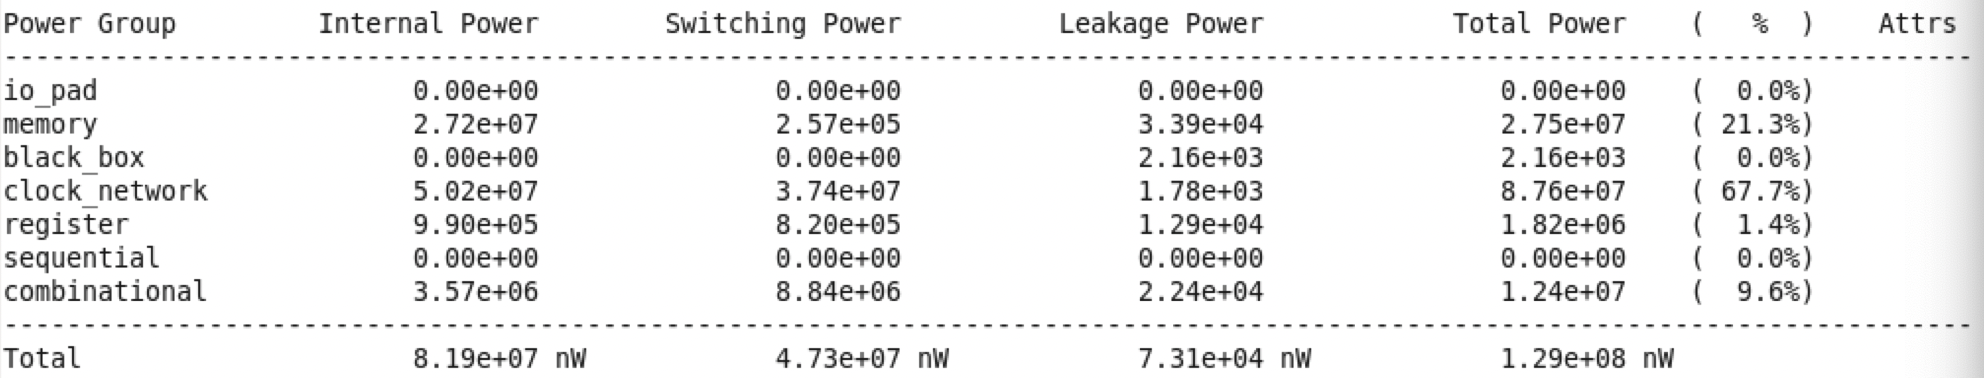 Power Group         Internal Power        Switching Power          Leakage Power            Total Power    (   %  )    Attrs
------------------------------------------------------------------------------------------------------------------------------
io_pad                    0.00e+00               0.00e+00               0.00e+00               0.00e+00    (  0.0%)
memory                    2.72e+07               2.57e+05               3.39e+04               2.75e+07    ( 21.3%)
black_box                 0.00e+00               0.00e+00               2.16e+03               2.16e+03    (  0.0%)
clock_network             5.02e+07               3.74e+07               1.78e+03               8.76e+07    ( 67.7%)
register                  9.90e+05               8.20e+05               1.29e+04               1.82e+06    (  1.4%)
sequential                0.00e+00               0.00e+00               0.00e+00               0.00e+00    (  0.0%)
combinational             3.57e+06               8.84e+06               2.24e+04               1.24e+07    (  9.6%)
------------------------------------------------------------------------------------------------------------------------------
Total                     8.19e+07 nW            4.73e+07 nW            7.31e+04 nW            1.29e+08 nW